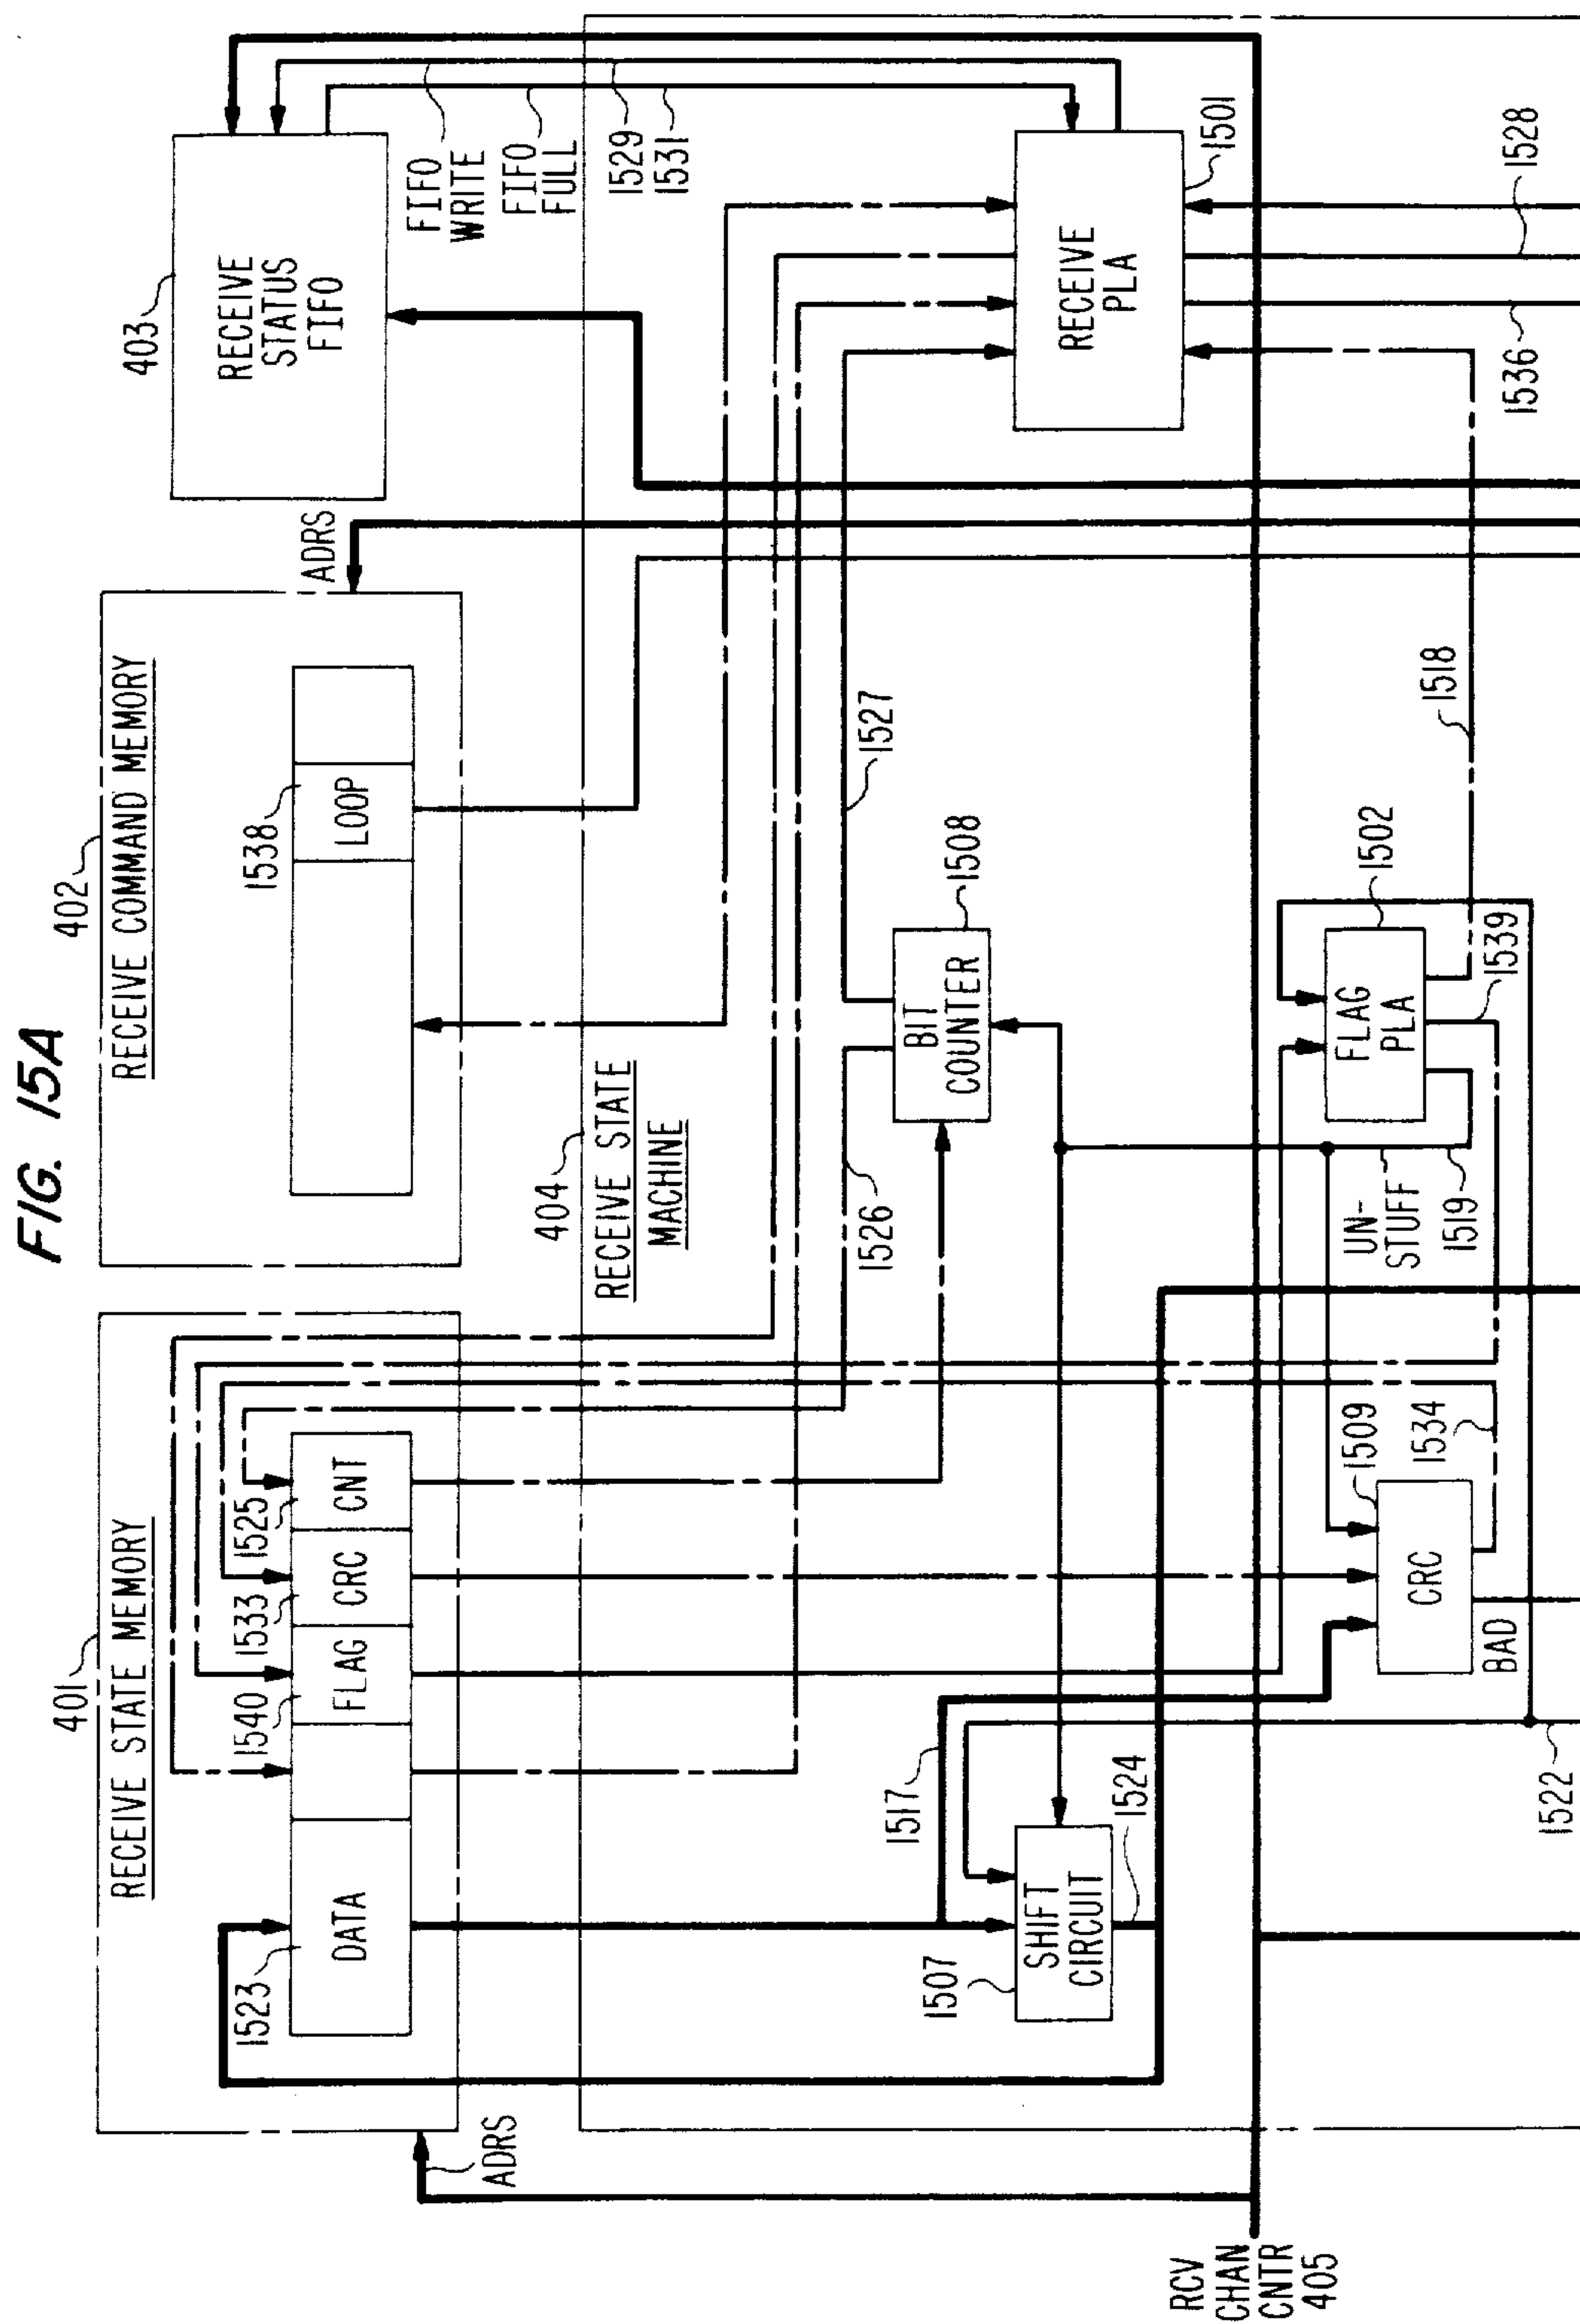 FIG. 15A
401
RECEIVE STATE MEMORY
1523
DATA
1540
FLAG
1533
CRC
1525
CNT
ADRS
402
RECEIVE COMMAND MEMORY
1538
LOOP
ADRS
403
RECEIVE
STATUS
FIFO
FIFO
WRITE
FIFO
FULL
1529
1531
404
RECEIVE STATE
MACHINE
1526
BIT
COUNTER
1508
1527
RECEIVE
PLA
1501
1517
1507
SHIFT
CIRCUIT
1524
RCV
CHAN
CNTR
405
1509
CRC
BAD
1534
1522
UN-
STUFF
1519
FLAG
PLA
1502
1539
1518
1536
1528